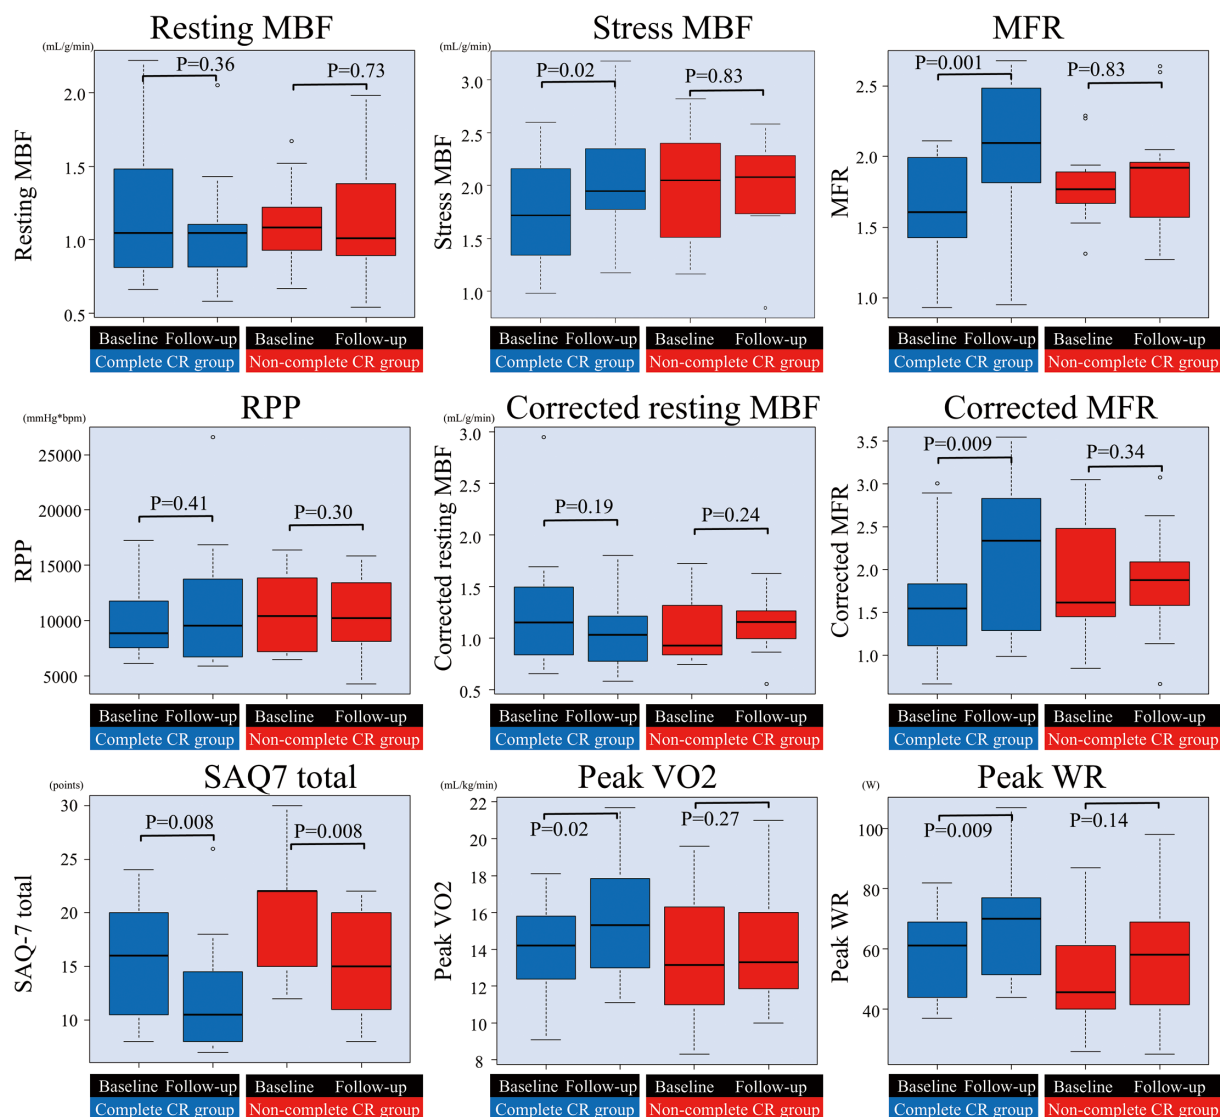 Resting MBF
(mL/g/min)
P=0.36
P=0.73
Resting MBF
2.0
1.5
1.0
0.5
Baseline Follow-up Baseline Follow-up
Complete CR group Non-complete CR group
Stress MBF
(mL/g/min)
P=0.02
P=0.83
Stress MBF
3.0
2.5
2.0
1.5
1.0
Baseline Follow-up Baseline Follow-up
Complete CR group Non-complete CR group
MFR
P=0.001
P=0.83
MFR
2.5
2.0
1.5
1.0
Baseline Follow-up Baseline Follow-up
Complete CR group Non-complete CR group
RPP
(mmHg*bpm)
P=0.41
P=0.30
RPP
25000
20000
15000
10000
5000
Baseline Follow-up Baseline Follow-up
Complete CR group Non-complete CR group
Corrected resting MBF
(mL/g/min)
P=0.19
P=0.24
Corrected resting MBF
3.0
2.5
2.0
1.5
1.0
0.5
Baseline Follow-up Baseline Follow-up
Complete CR group Non-complete CR group
Corrected MFR
P=0.009
P=0.34
Corrected MFR
3.5
3.0
2.5
2.0
1.5
1.0
Baseline Follow-up Baseline Follow-up
Complete CR group Non-complete CR group
SAQ7 total
(points)
P=0.008
P=0.008
SAQ-7 total
30
25
20
15
10
Baseline Follow-up Baseline Follow-up
Complete CR group Non-complete CR group
Peak VO2
(mL/kg/min)
P=0.02
P=0.27
Peak VO2
22
20
18
16
14
12
10
8
Baseline Follow-up Baseline Follow-up
Complete CR group Non-complete CR group
Peak WR
(W)
P=0.009
P=0.14
Peak WR
100
80
60
40
Baseline Follow-up Baseline Follow-up
Complete CR group Non-complete CR group